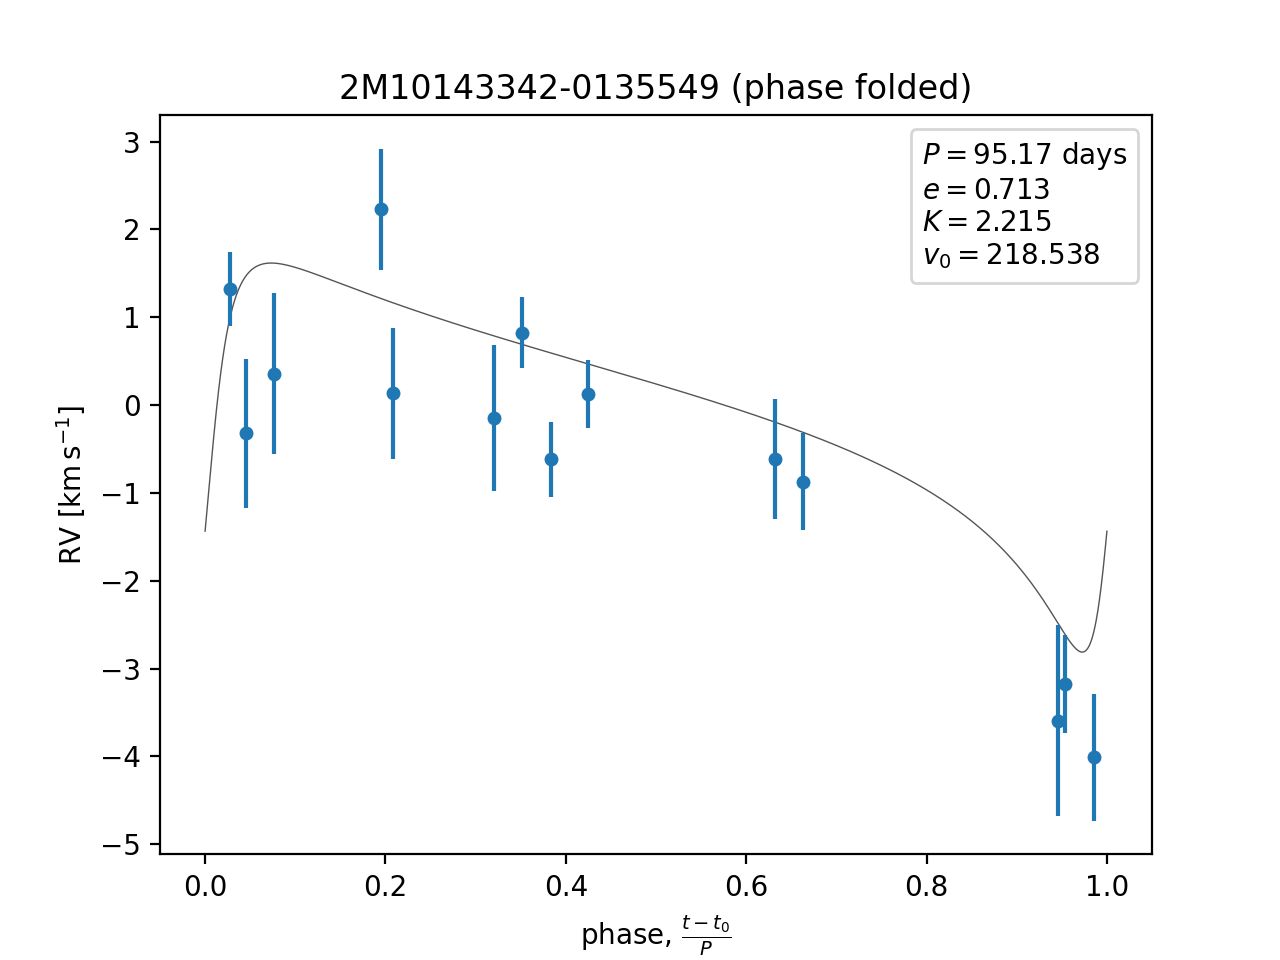 2M10143342-0135549 (phase folded)
P = 95.17 days
e = 0.713
K = 2.215
v₀ = 218.538
3
2
1
0
−1
−2
−3
−4
−5
RV [km s⁻¹]
0.0 0.2 0.4 0.6 0.8 1.0
phase, (t − t₀)/P